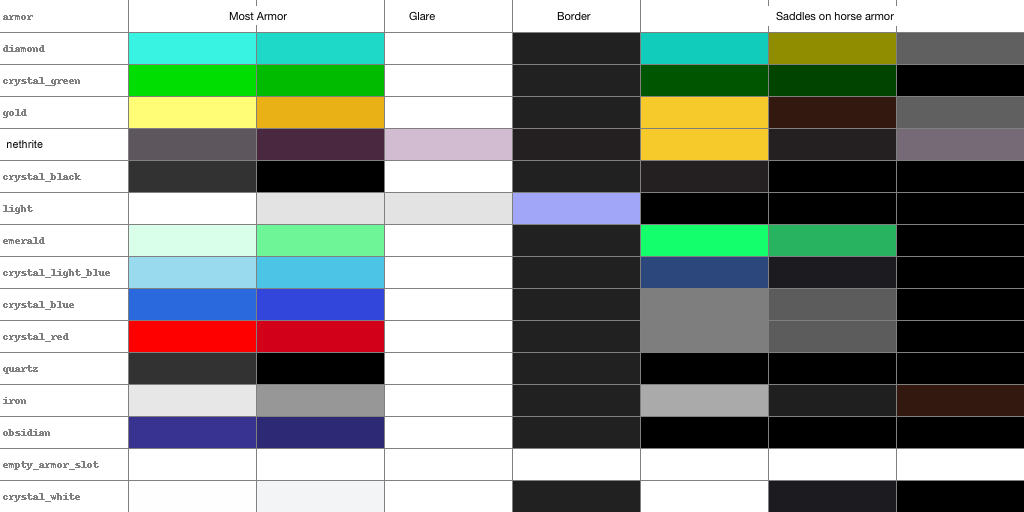 armor Most Armor Glare Border Saddles on horse armor
diamond
crystal_green
gold
nethrite
crystal_black
light
emerald
crystal_light_blue
crystal_blue
crystal_red
quartz
iron
obsidian
empty_armor_slot
crystal_white